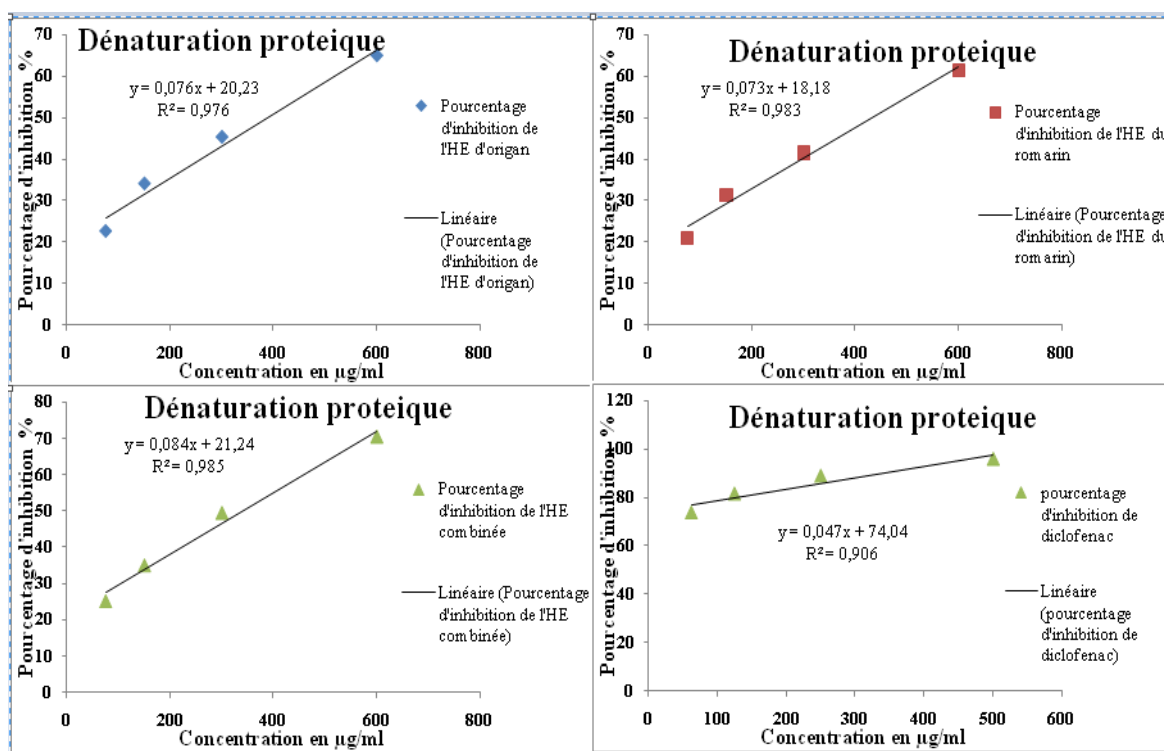 Dénaturation proteique
y = 0,076x + 20,23
R² = 0,976
Pourcentage d'inhibition %
70
60
50
40
30
20
10
0
0 200 400 600 800
Concentration en µg/ml
Pourcentage
d'inhibition de
l'HE d'origan
Linéaire
(Pourcentage
d'inhibition de
l'HE d'origan)
Dénaturation proteique
y = 0,073x + 18,18
R² = 0,983
Pourcentage d'inhibition %
70
60
50
40
30
20
10
0
0 200 400 600 800
Concentration en µg/ml
Pourcentage
d'inhibition de l'HE du
romarin
Linéaire (Pourcentage
d'inhibition de l'HE du
romarin)
Dénaturation proteique
y = 0,084x + 21,24
R² = 0,985
Pourcentage d'inhibition %
80
70
60
50
40
30
20
10
0
0 200 400 600 800
Concentration en µg/ml
Pourcentage
d'inhibition de l'HE
combinée
Linéaire (Pourcentage
d'inhibition de l'HE
combinée)
Dénaturation proteique
y = 0,047x + 74,04
R² = 0,906
Pourcentage d'inhibition %
120
100
80
60
40
20
0
0 100 200 300 400 500 600
Concentration en µg/ml
pourcentage
d'inhibition de
diclofenac
Linéaire
(pourcentage
d'inhibition de
diclofenac)